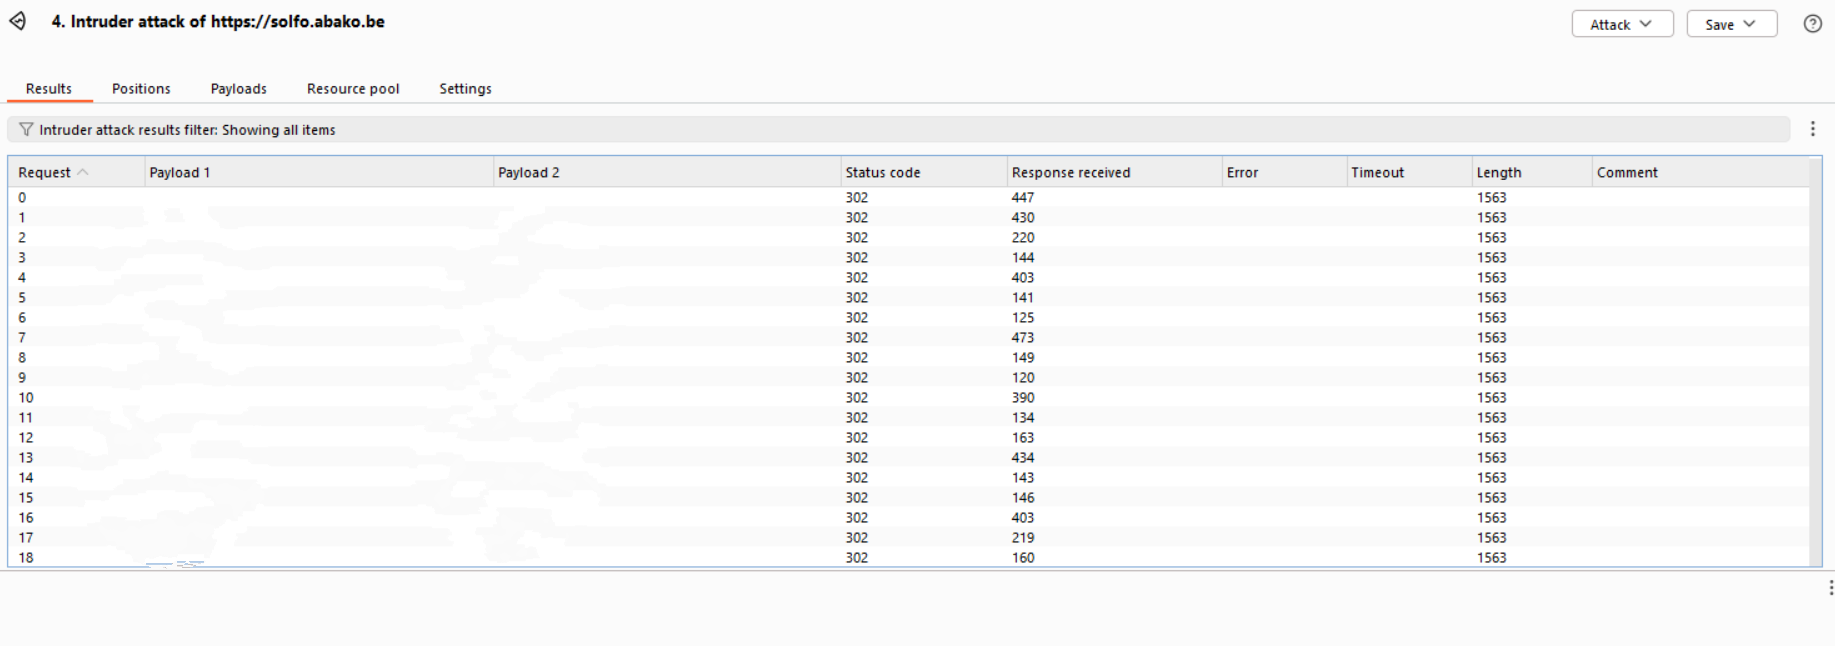 4. Intruder attack of https://solfo.abako.be
Attack Save
Results Positions Payloads Resource pool Settings
Intruder attack results filter: Showing all items
Request Payload 1 Payload 2 Status code Response received Error Timeout Length Comment
0 302 447 1563
1 302 430 1563
2 302 220 1563
3 302 144 1563
4 302 403 1563
5 302 141 1563
6 302 125 1563
7 302 473 1563
8 302 149 1563
9 302 120 1563
10 302 390 1563
11 302 134 1563
12 302 163 1563
13 302 434 1563
14 302 143 1563
15 302 146 1563
16 302 403 1563
17 302 219 1563
18 302 160 1563